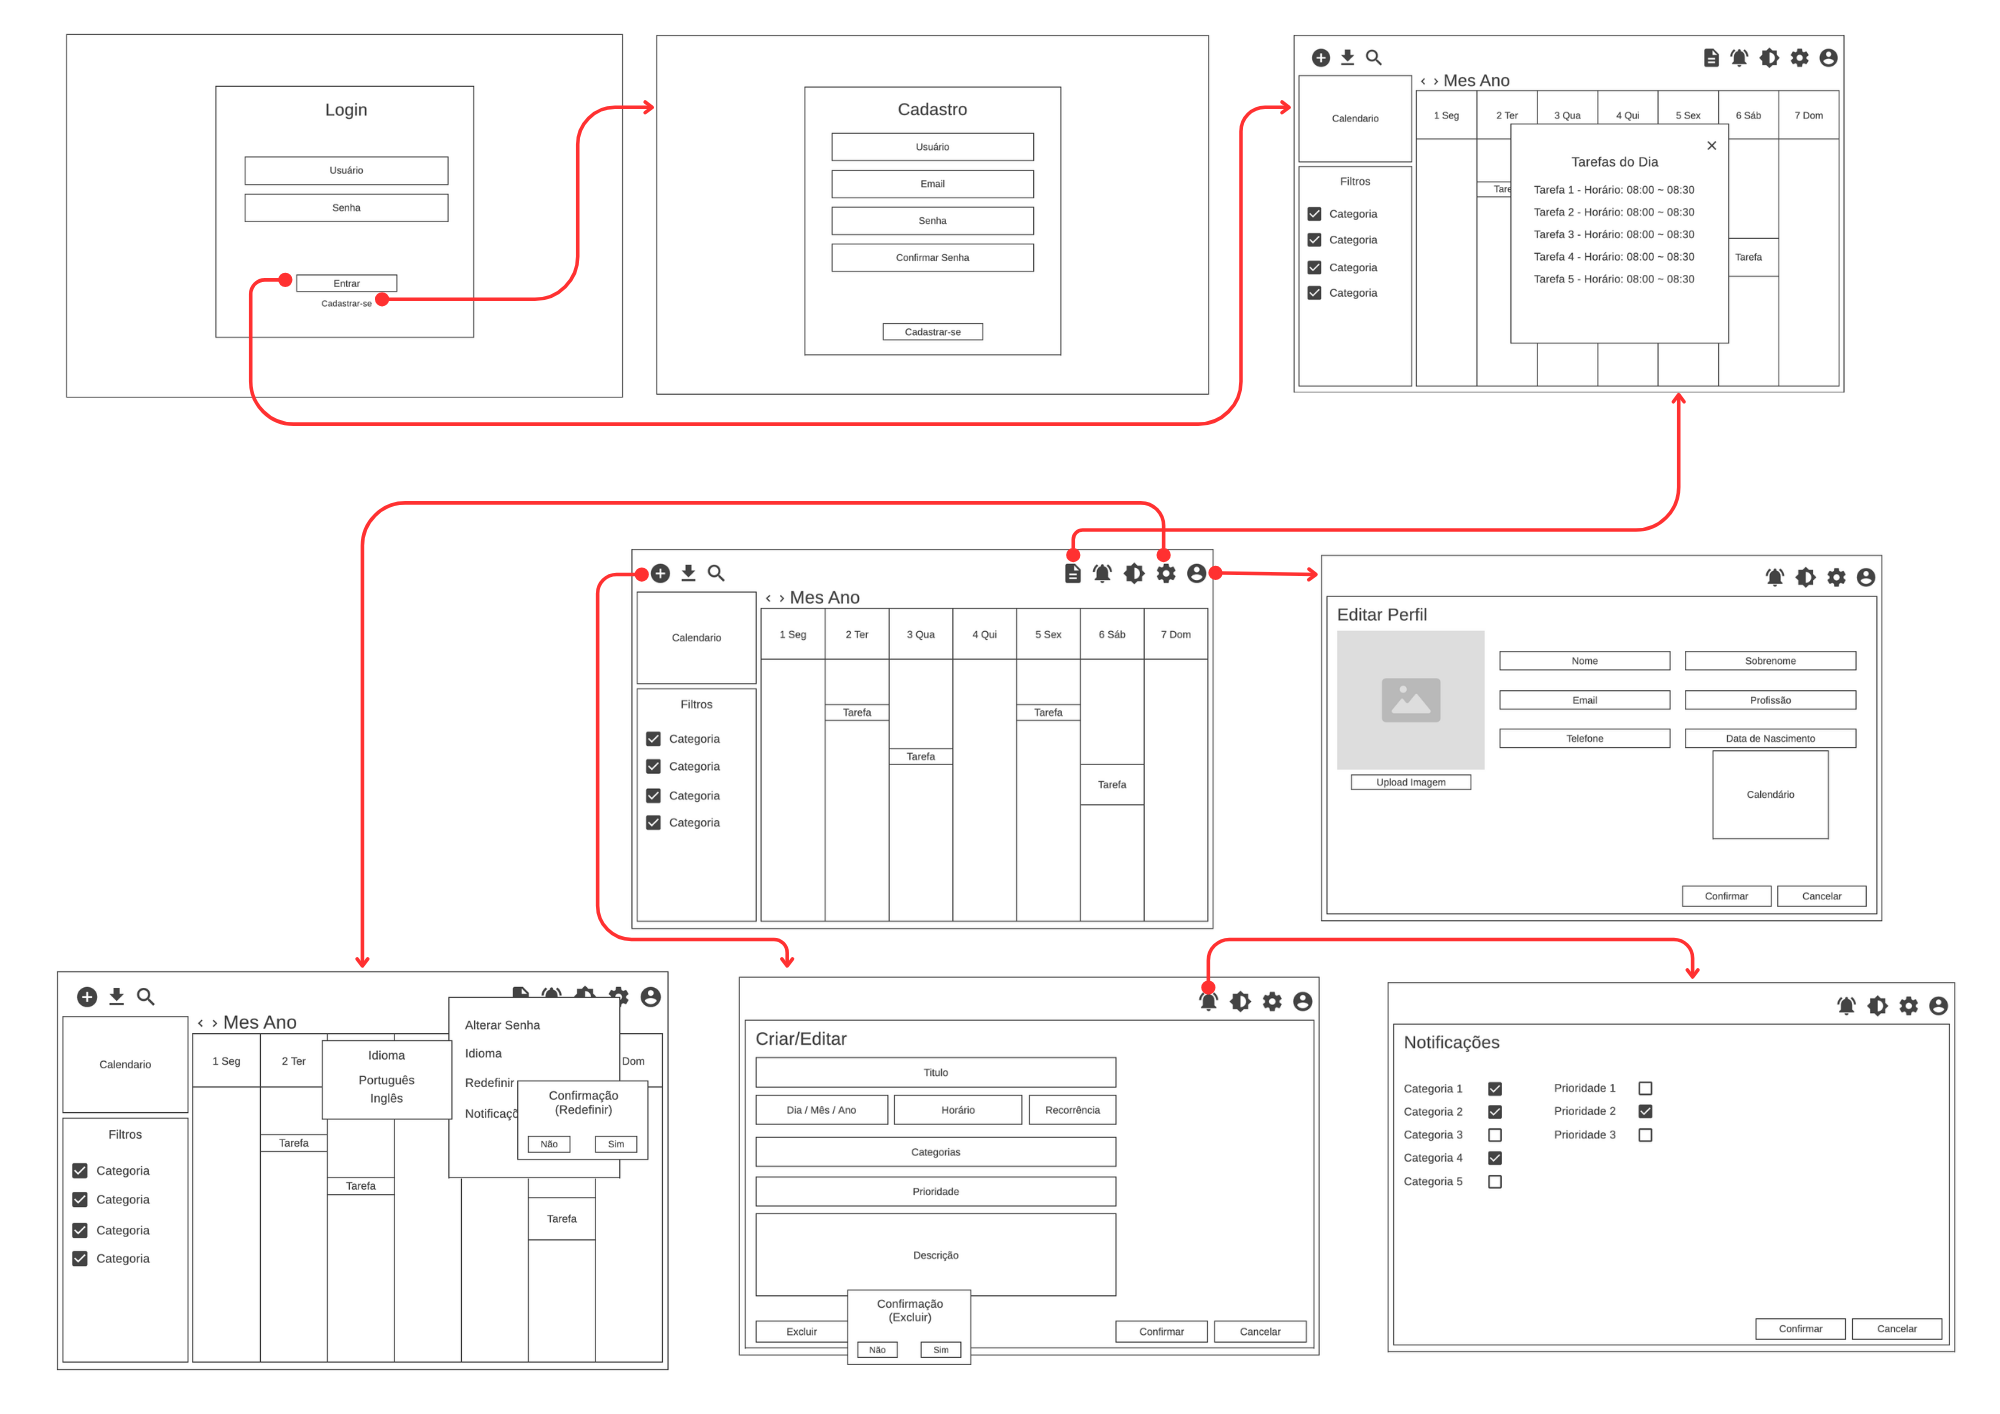 Login
Usuário
Senha
Entrar
Cadastrar-se
Cadastro
Usuário
Email
Senha
Confirmar Senha
Cadastrar-se
‹ › Mes Ano
Calendario
1 Seg 2 Ter 3 Qua 4 Qui 5 Sex 6 Sáb 7 Dom
Filtros
Categoria
Categoria
Categoria
Categoria
Tare
Tarefa
Tarefas do Dia
Tarefa 1 - Horário: 08:00 ~ 08:30
Tarefa 2 - Horário: 08:00 ~ 08:30
Tarefa 3 - Horário: 08:00 ~ 08:30
Tarefa 4 - Horário: 08:00 ~ 08:30
Tarefa 5 - Horário: 08:00 ~ 08:30
‹ › Mes Ano
Calendario
1 Seg 2 Ter 3 Qua 4 Qui 5 Sex 6 Sáb 7 Dom
Filtros
Categoria
Categoria
Categoria
Categoria
Tarefa
Tarefa
Tarefa
Tarefa
Editar Perfil
Nome Sobrenome
Email Profissão
Telefone Data de Nascimento
Upload Imagem
Calendário
Confirmar Cancelar
‹ › Mes Ano
Calendario
1 Seg 2 Ter Dom
Filtros
Categoria
Categoria
Categoria
Categoria
Tarefa
Tarefa
Tarefa
Idioma
Português
Inglês
Alterar Senha
Idioma
Redefinir
Notificaçõ
Confirmação
(Redefinir)
Não Sim
Criar/Editar
Titulo
Dia / Mês / Ano Horário Recorrência
Categorias
Prioridade
Descrição
Excluir
Confirmação
(Excluir)
Não Sim
Confirmar Cancelar
Notificações
Categoria 1 Prioridade 1
Categoria 2 Prioridade 2
Categoria 3 Prioridade 3
Categoria 4
Categoria 5
Confirmar Cancelar